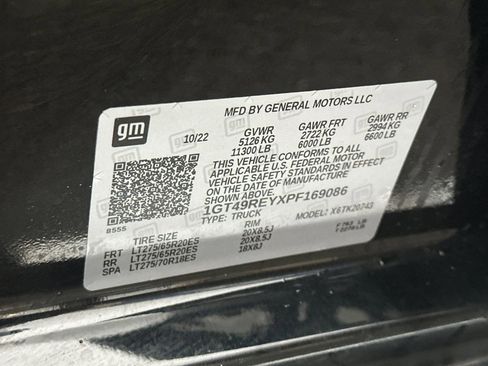 MFD BY GENERAL MOTORS LLC
gm
10/22 GVWR GAWR FRT GAWR RR
5126 KG 2722 KG 2994 KG
11300 LB 6000 LB 6600 LB
THIS VEHICLE CONFORMS TO ALL
APPLICABLE U.S. FEDERAL MOTOR
VEHICLE SAFETY STANDARDS IN EFFECT
ON THE DATE OF MANUFACTURE
1GT49REYXPF169086
8555
TYPE: TRUCK MODEL: X6TK20743
TIRE SIZE RIM
FRT LT275/65R20ES 20X8.5J
RR LT275/65R20ES 20X8.5J
SPA LT275/70R18ES 18X8J